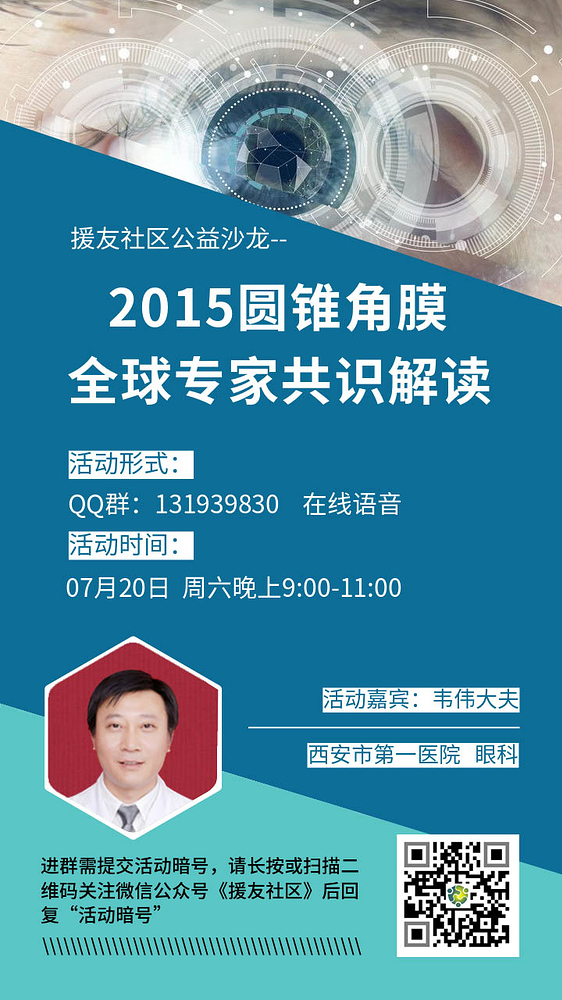 援友社区公益沙龙--
2015圆锥角膜
全球专家共识解读
活动形式：
QQ群：131939830 在线语音
活动时间：
07月20日 周六晚上9:00-11:00
活动嘉宾：韦伟大夫
西安市第一医院 眼科
进群需提交活动暗号，请长按或扫描二
维码关注微信公众号《援友社区》后回
复“活动暗号”